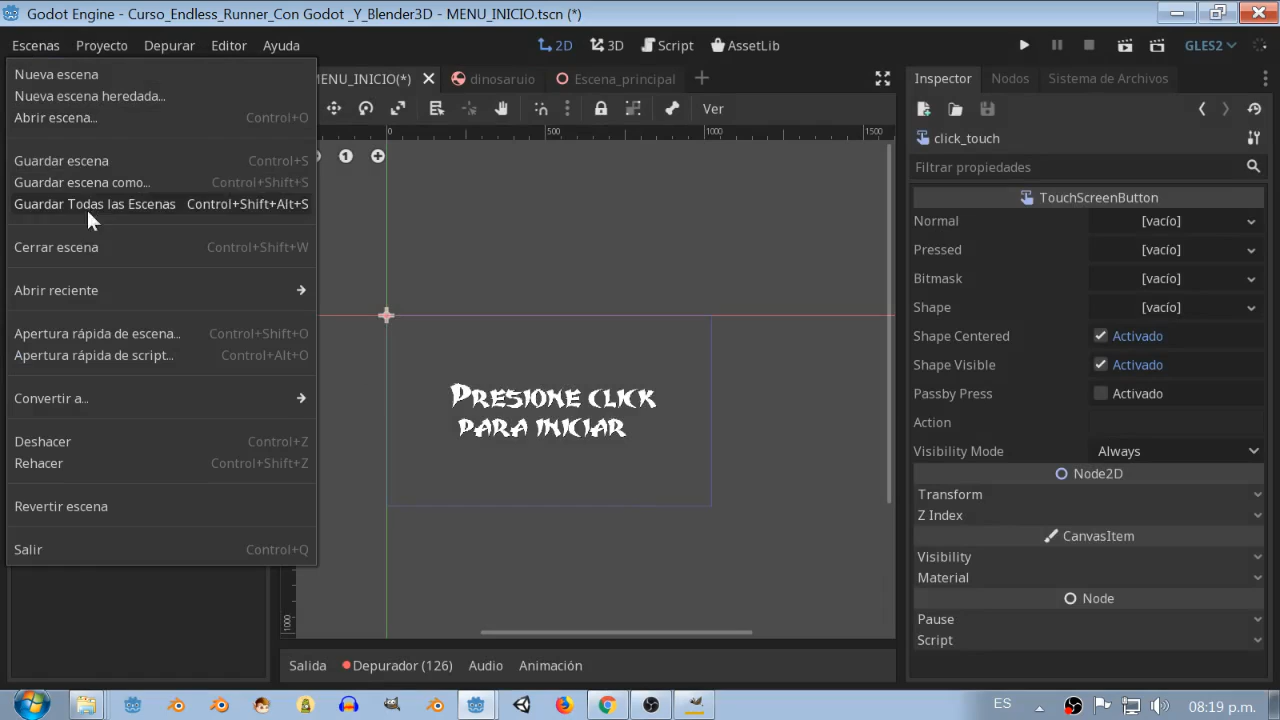 Godot Engine - Curso_Endless_Runner_Con Godot _Y_Blender3D - MENU_INICIO.tscn (*)
Escenas Proyecto Depurar Editor Ayuda
2D 3D Script AssetLib
GLES2
Nueva escena
Nueva escena heredada...
Abrir escena... Control+O
Guardar escena Control+S
Guardar escena como... Control+Shift+S
Guardar Todas las Escenas Control+Shift+Alt+S
Cerrar escena Control+Shift+W
Abrir reciente
Apertura rápida de escena... Control+Shift+O
Apertura rápida de script... Control+Alt+O
Convertir a...
Deshacer Control+Z
Rehacer Control+Shift+Z
Revertir escena
Salir Control+Q
MENU_INICIO(*) dinosaruio Escena_principal
Ver
0 500 1000 1500
1
1000
Presione click
para iniciar
Salida Depurador (126) Audio Animación
Inspector Nodos Sistema de Archivos
click_touch
Filtrar propiedades
TouchScreenButton
Normal [vacío]
Pressed [vacío]
Bitmask [vacío]
Shape [vacío]
Shape Centered Activado
Shape Visible Activado
Passby Press Activado
Action
Visibility Mode Always
Node2D
Transform
Z Index
CanvasItem
Visibility
Material
Node
Pause
Script
ES 08:19 p.m.